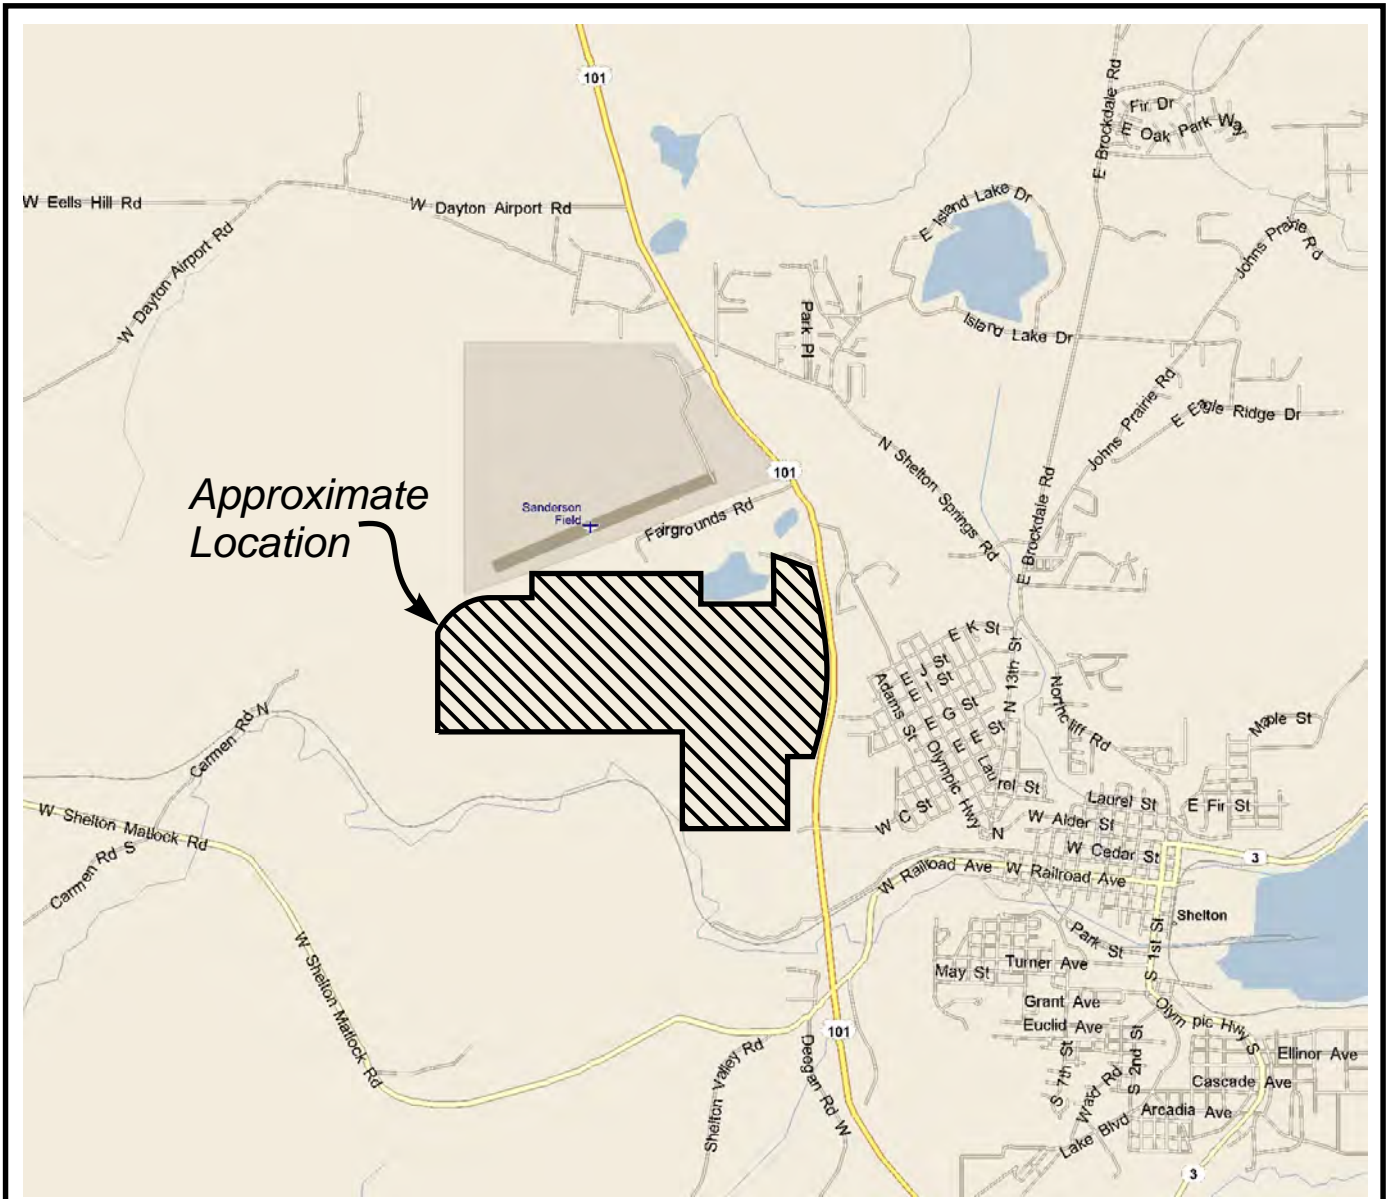 101
Fir Dr
E Oak Park Way
E Brockdale Rd
W Eells Hill Rd
W Dayton Airport Rd
W Dayton Airport Rd
E Island Lake Dr
Johns Prairie Rd
Park Pl
Island Lake Dr
Johns Prairie Rd
E Eagle Ridge Dr
101
N Shelton Springs Rd
E Brockdale Rd
Approximate
Location
Sanderson
Field
Fairgrounds Rd
E K St
E J St
E I St
E G St
E E St
N 13th St
Adams St
Olympic Hwy N
Northcliff Rd
Maple St
Carmen Rd N
Laurel St
Laurel St
E Fir St
W C St
W Alder St
W Shelton Matlock Rd
W Cedar St
3
Carmen Rd S
W Railroad Ave
W Railroad Ave
Shelton
W Shelton Matlock Rd
Park St
S 1st St
Turner Ave
May St
Grant Ave
Olympic Hwy S
Euclid Ave
101
Shelton Valley Rd
Deegan Rd W
S 7th St
S 2nd St
Ward Rd
Ellinor Ave
Cascade Ave
Arcadia Ave
Lake Blvd
3